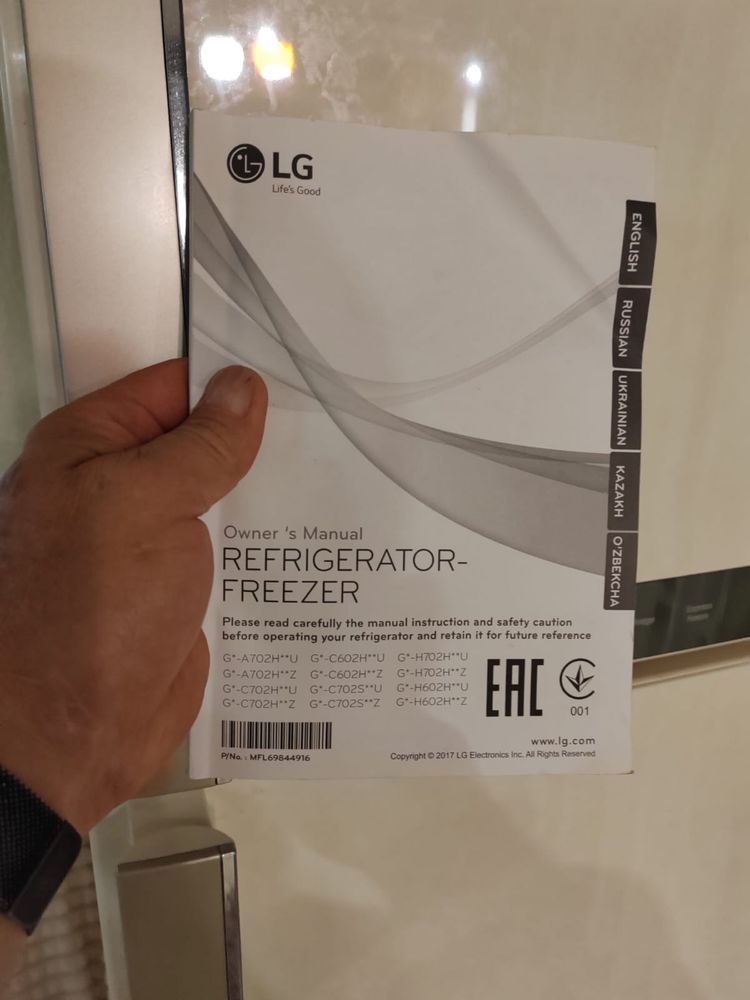 LG
Life's Good
ENGLISH
RUSSIAN
UKRAINIAN
KAZAKH
O'ZBEKCHA
Owner 's Manual
REFRIGERATOR-
FREEZER
Please read carefully the manual instruction and safety caution
before operating your refrigerator and retain it for future reference
G*-A702H**U G*-C602H**U G*-H702H**U
G*-A702H**Z G*-C602H**Z G*-H702H**Z
G*-C702H**U G*-C702S**U G*-H602H**U
G*-C702H**Z G*-C702S**Z G*-H602H**Z
EAC
001
www.lg.com
P/No. : MFL69844916
Copyright © 2017 LG Electronics Inc. All Rights Reserved
Express